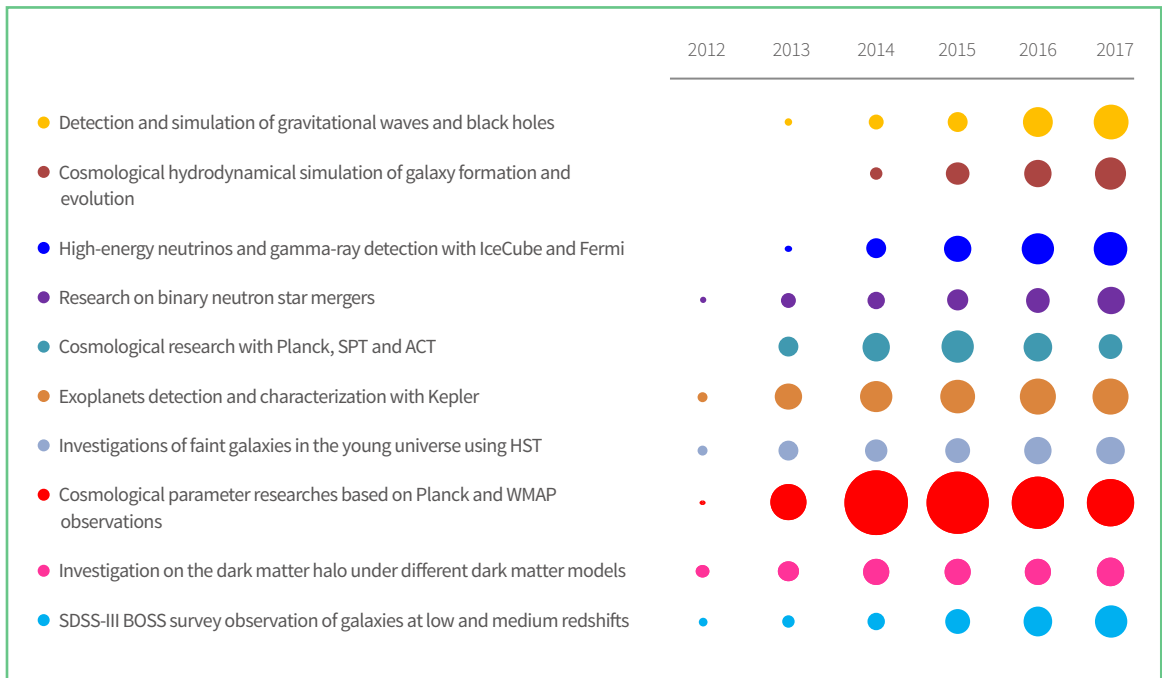 2012 2013 2014 2015 2016 2017
Detection and simulation of gravitational waves and black holes
Cosmological hydrodynamical simulation of galaxy formation and
evolution
High-energy neutrinos and gamma-ray detection with IceCube and Fermi
Research on binary neutron star mergers
Cosmological research with Planck, SPT and ACT
Exoplanets detection and characterization with Kepler
Investigations of faint galaxies in the young universe using HST
Cosmological parameter researches based on Planck and WMAP
observations
Investigation on the dark matter halo under different dark matter models
SDSS-III BOSS survey observation of galaxies at low and medium redshifts